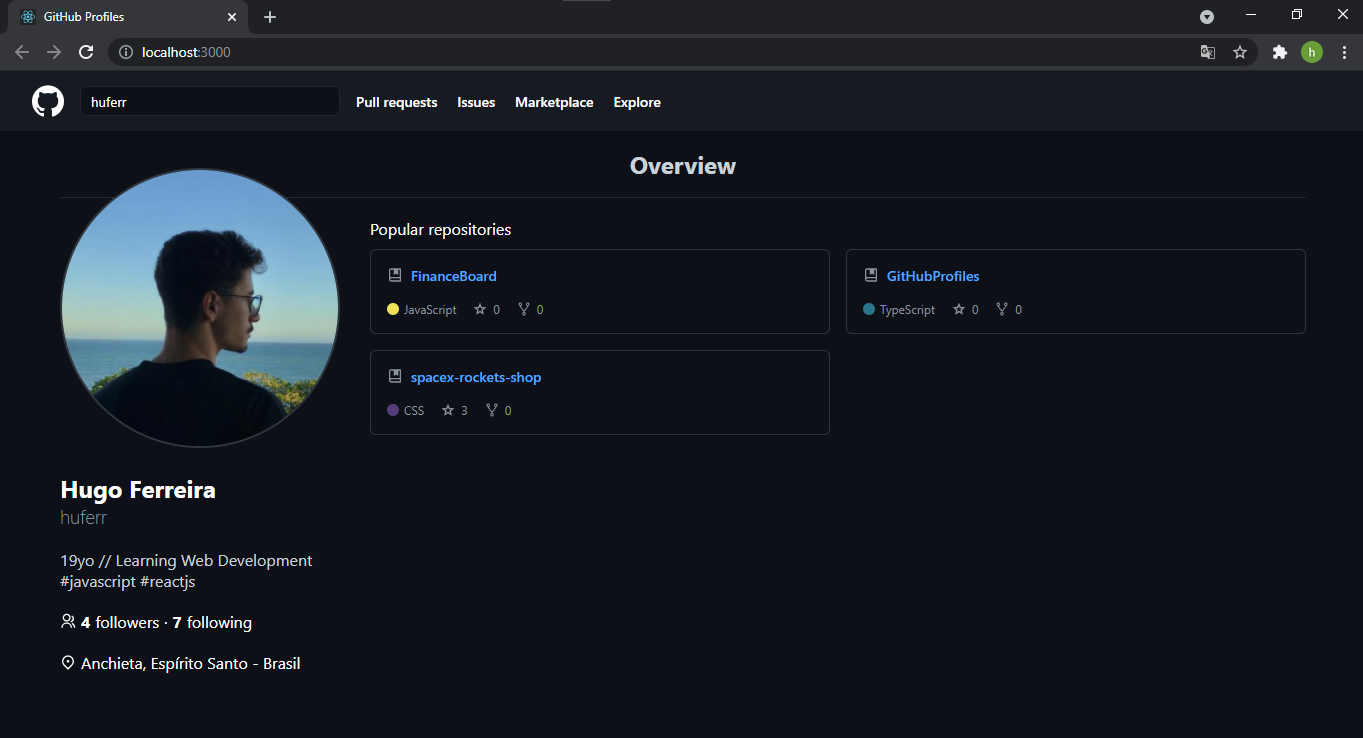 GitHub Profiles
localhost:3000
h
huferr
Pull requests Issues Marketplace Explore
Overview
Popular repositories
FinanceBoard
JavaScript 0 0
GitHubProfiles
TypeScript 0 0
spacex-rockets-shop
CSS 3 0
Hugo Ferreira
huferr
19yo // Learning Web Development
#javascript #reactjs
4 followers · 7 following
Anchieta, Espírito Santo - Brasil